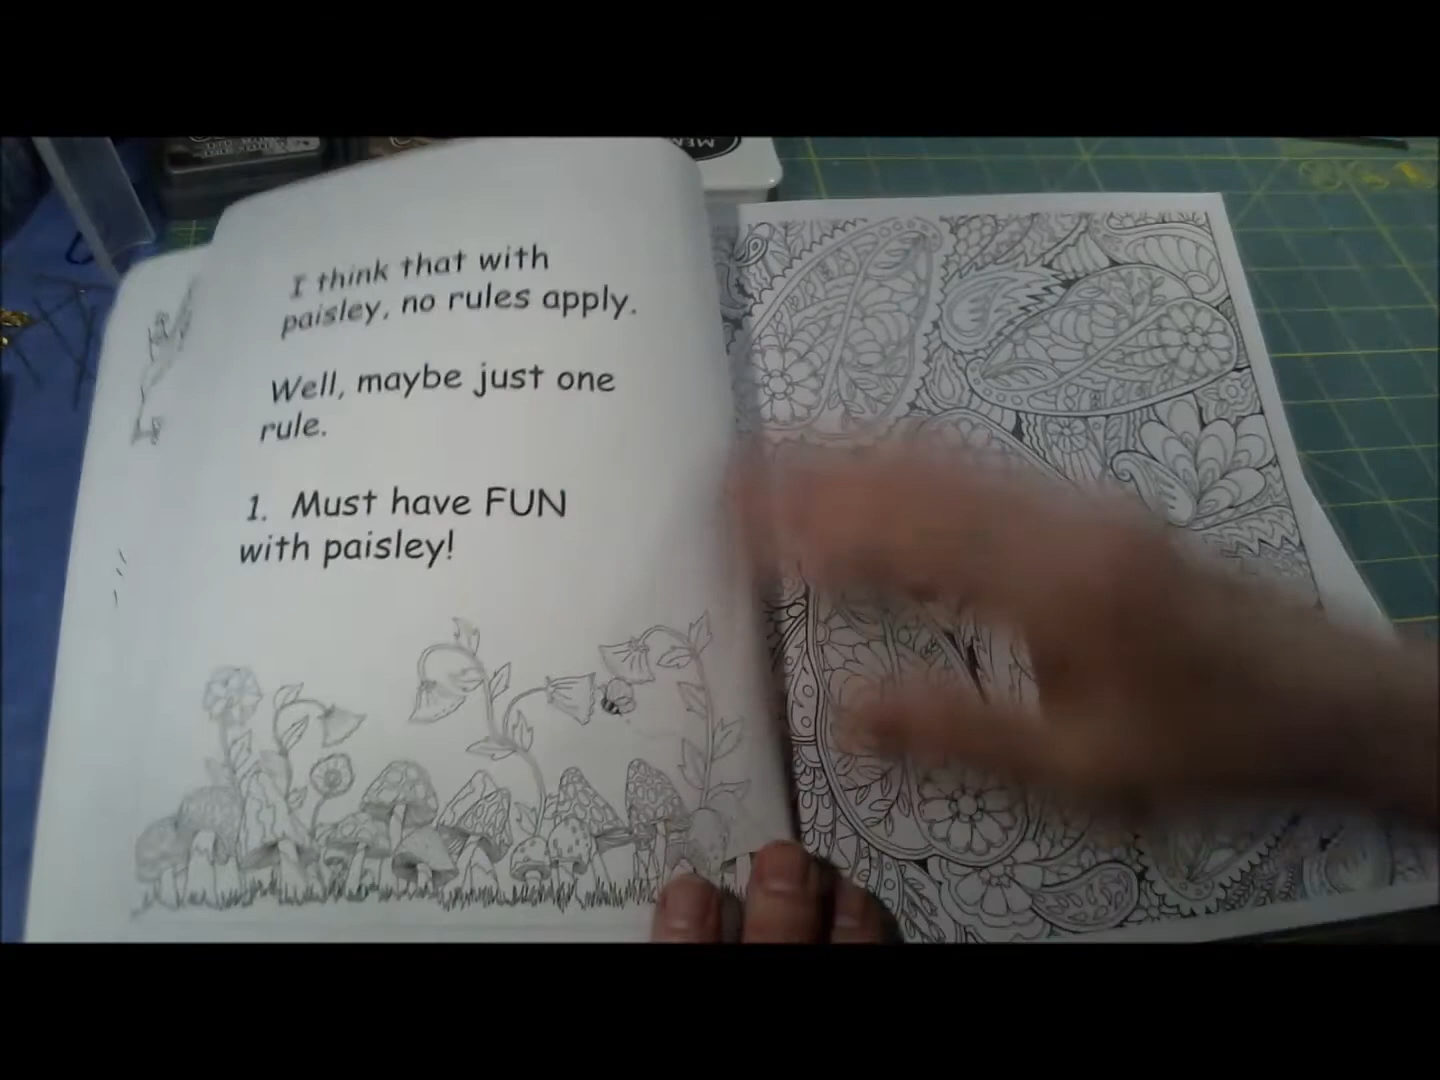 I think that with
paisley, no rules apply.
Well, maybe just one
rule.
1. Must have FUN
with paisley!